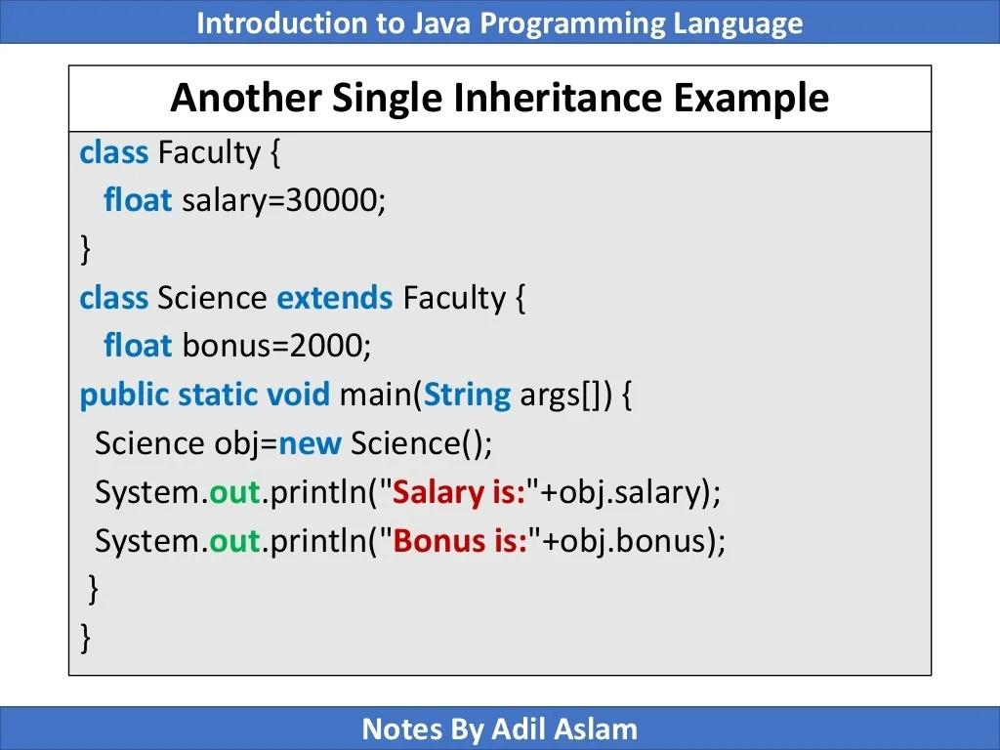 Introduction to Java Programming Language
Another Single Inheritance Example
class Faculty {
float salary=30000;
}
class Science extends Faculty {
float bonus=2000;
public static void main(String args[]) {
Science obj=new Science();
System.out.println("Salary is:"+obj.salary);
System.out.println("Bonus is:"+obj.bonus);
}
}
Notes By Adil Aslam